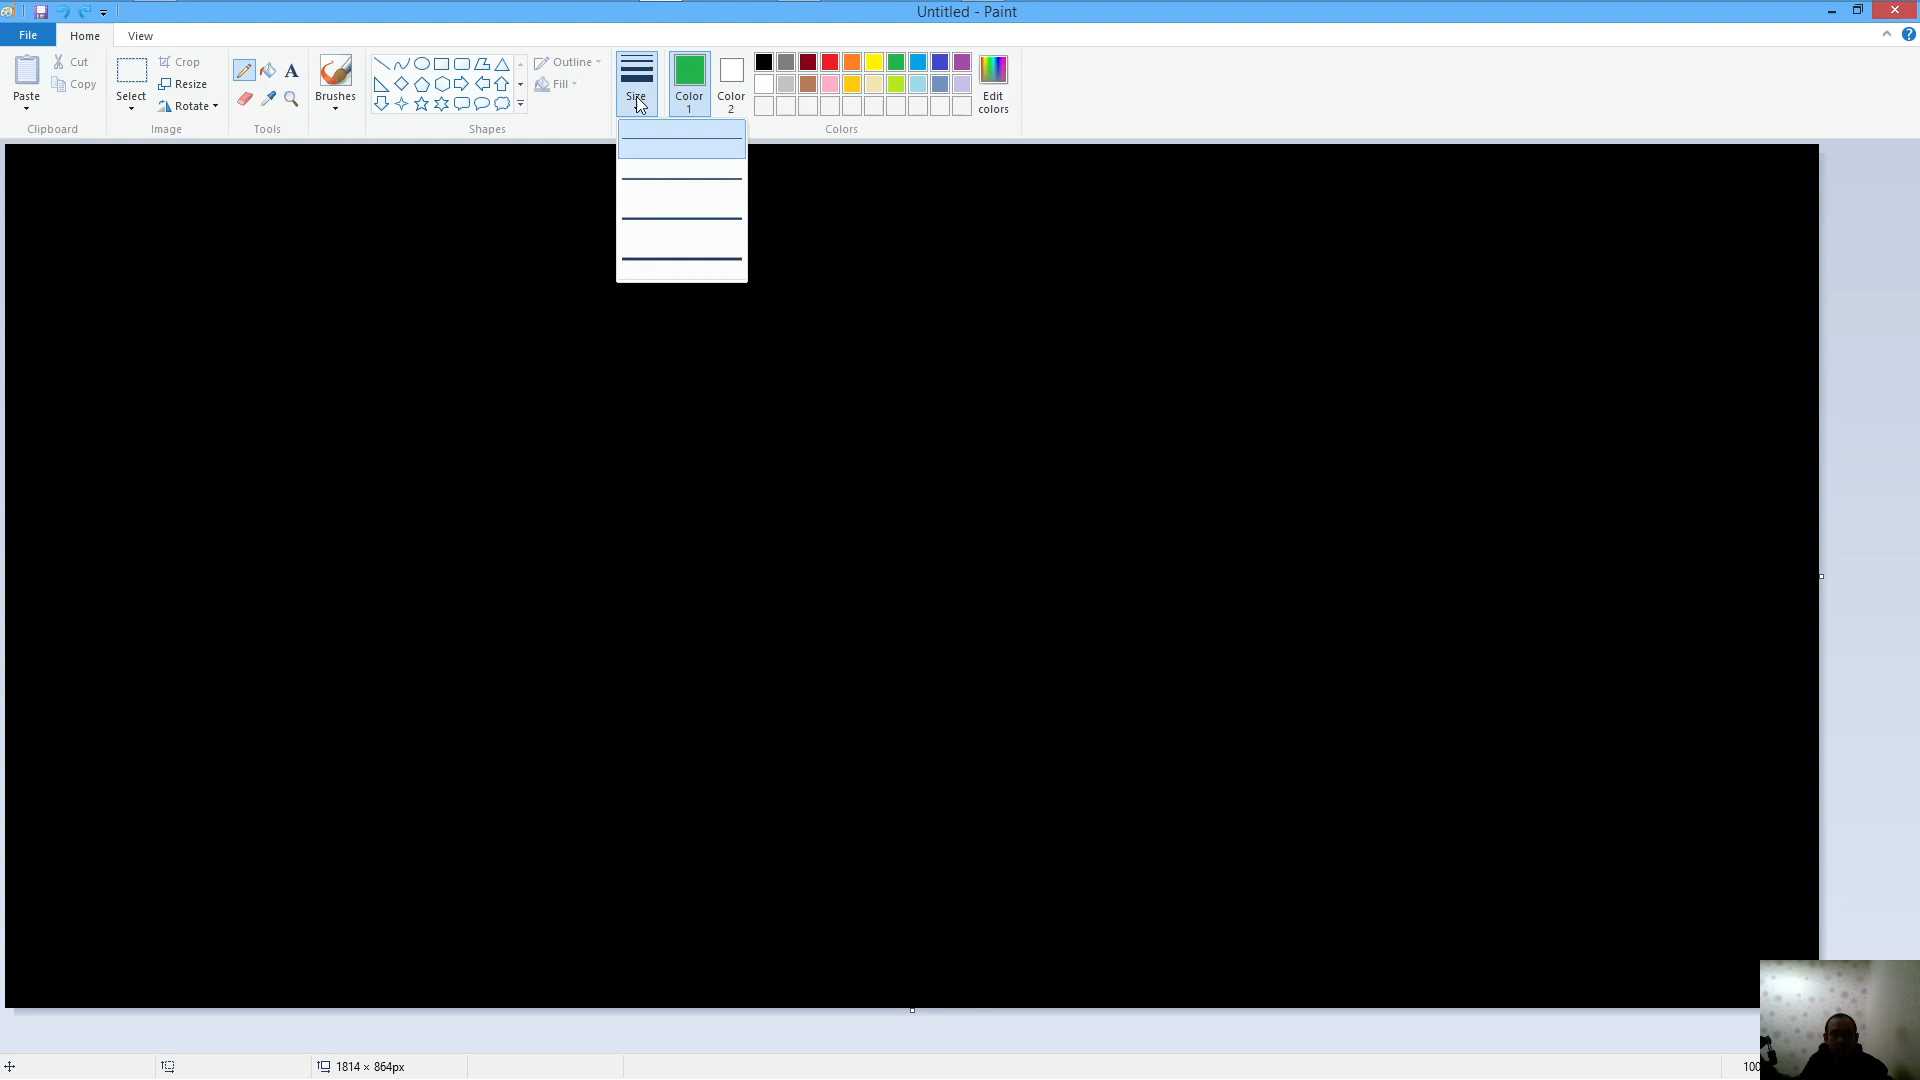 Untitled - Paint
File Home View
Paste
Cut
Copy
Clipboard
Select
Crop
Resize
Rotate
Image
A
Tools
Brushes
Shapes
Outline
Fill
Size
Color
1
Color
2
Colors
Edit
colors
1814 × 864px
100